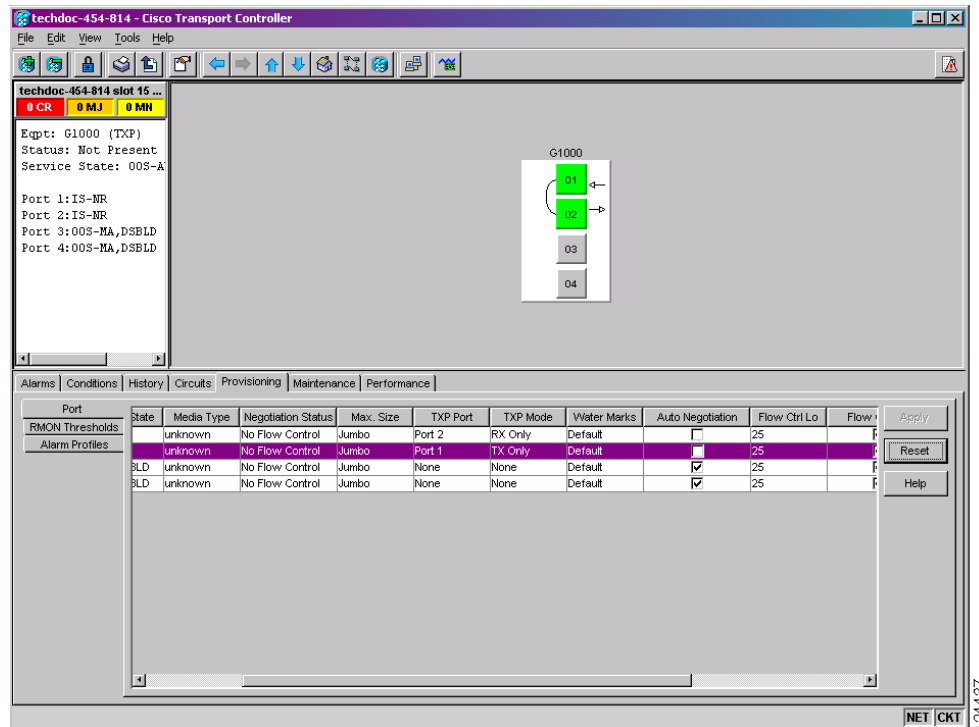 techdoc-454-814 - Cisco Transport Controller
File Edit View Tools Help
techdoc-454-814 slot 15 ...
0 CR 0 MJ 0 MN
Eqpt: G1000 (TXP)
Status: Not Present
Service State: OOS-A
Port 1:IS-NR
Port 2:IS-NR
Port 3:OOS-MA,DSBLD
Port 4:OOS-MA,DSBLD
G1000
01
02
03
04
Alarms Conditions History Circuits Provisioning Maintenance Performance
Port
RMON Thresholds
Alarm Profiles
State Media Type Negotiation Status Max. Size TXP Port TXP Mode Water Marks Auto Negotiation Flow Ctrl Lo Flow
unknown No Flow Control Jumbo Port 2 RX Only Default 25
unknown No Flow Control Jumbo Port 1 TX Only Default 25
BLD unknown No Flow Control Jumbo None None Default 25
BLD unknown No Flow Control Jumbo None None Default 25
Apply
Reset
Help
NET CKT